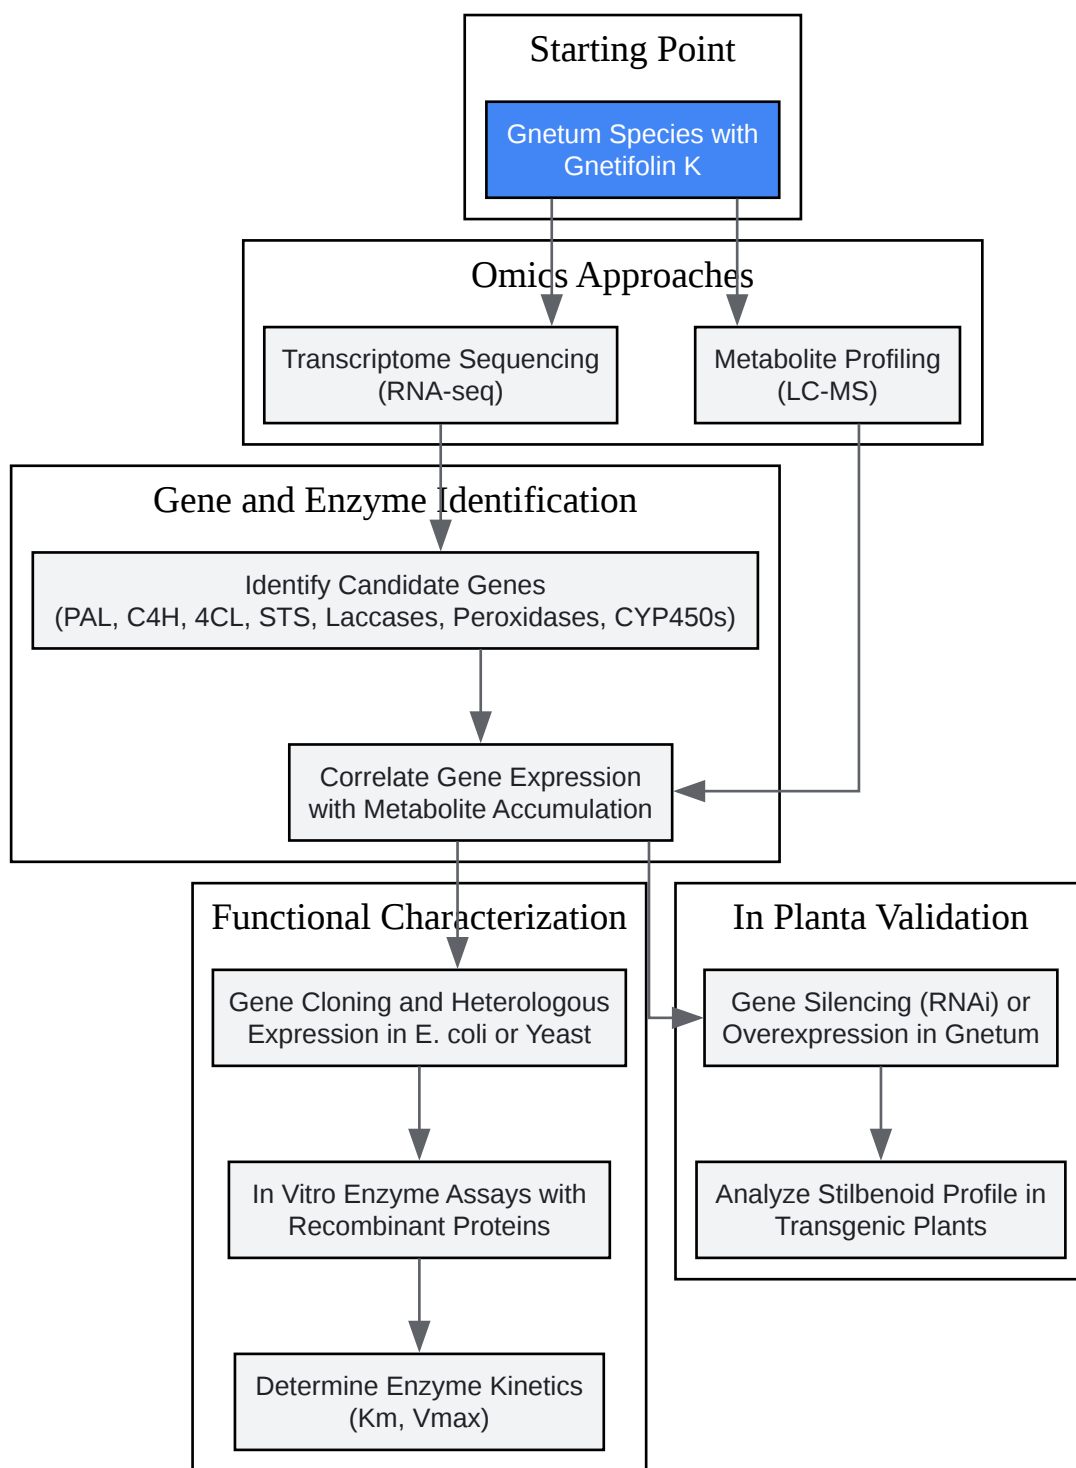 Starting Point
Gnetum Species with
Gnetifolin K
Omics Approaches
Transcriptome Sequencing
(RNA-seq)
Metabolite Profiling
(LC-MS)
Gene and Enzyme Identification
Identify Candidate Genes
(PAL, C4H, 4CL, STS, Laccases, Peroxidases, CYP450s)
Correlate Gene Expression
with Metabolite Accumulation
Functional Characterization
Gene Cloning and Heterologous
Expression in E. coli or Yeast
In Vitro Enzyme Assays with
Recombinant Proteins
Determine Enzyme Kinetics
(Km, Vmax)
In Planta Validation
Gene Silencing (RNAi) or
Overexpression in Gnetum
Analyze Stilbenoid Profile in
Transgenic Plants